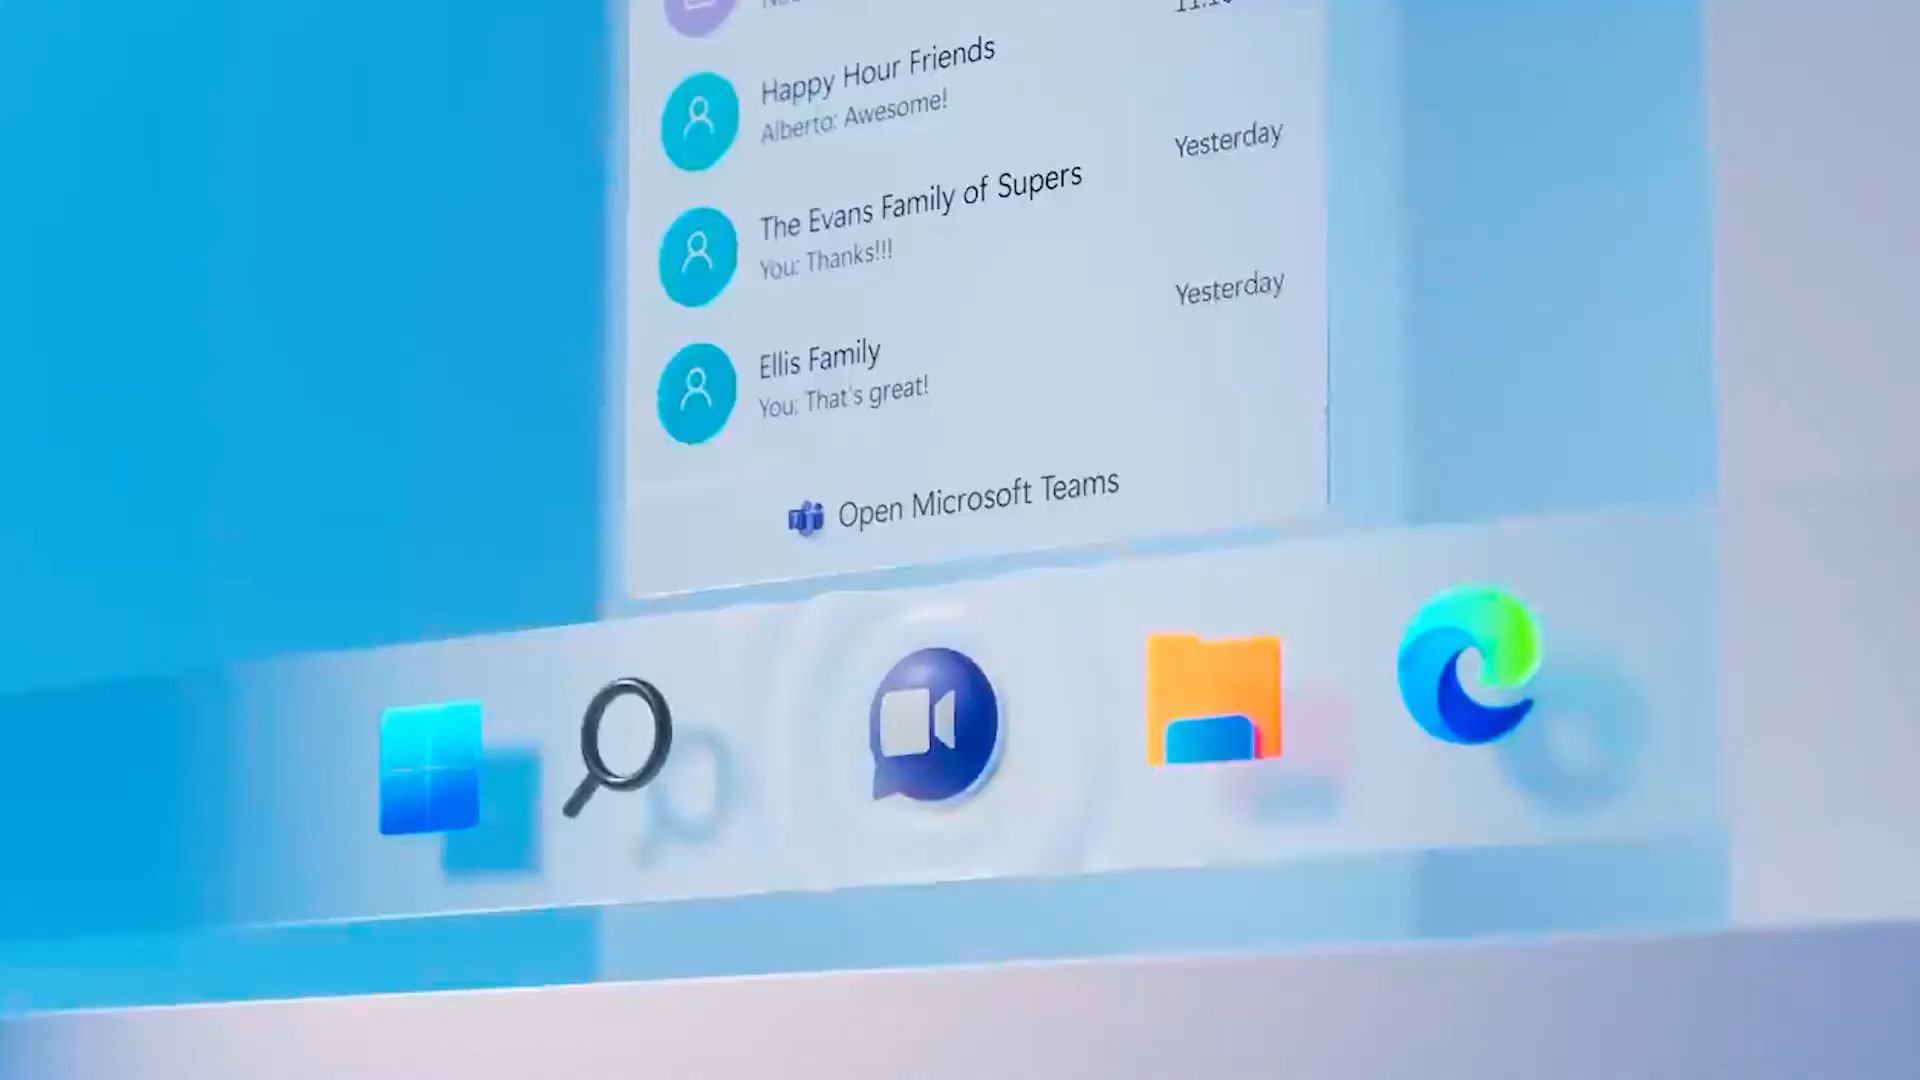 Happy Hour Friends
Alberto: Awesome!
Yesterday
The Evans Family of Supers
You: Thanks!!!
Yesterday
Ellis Family
You: That's great!
Open Microsoft Teams